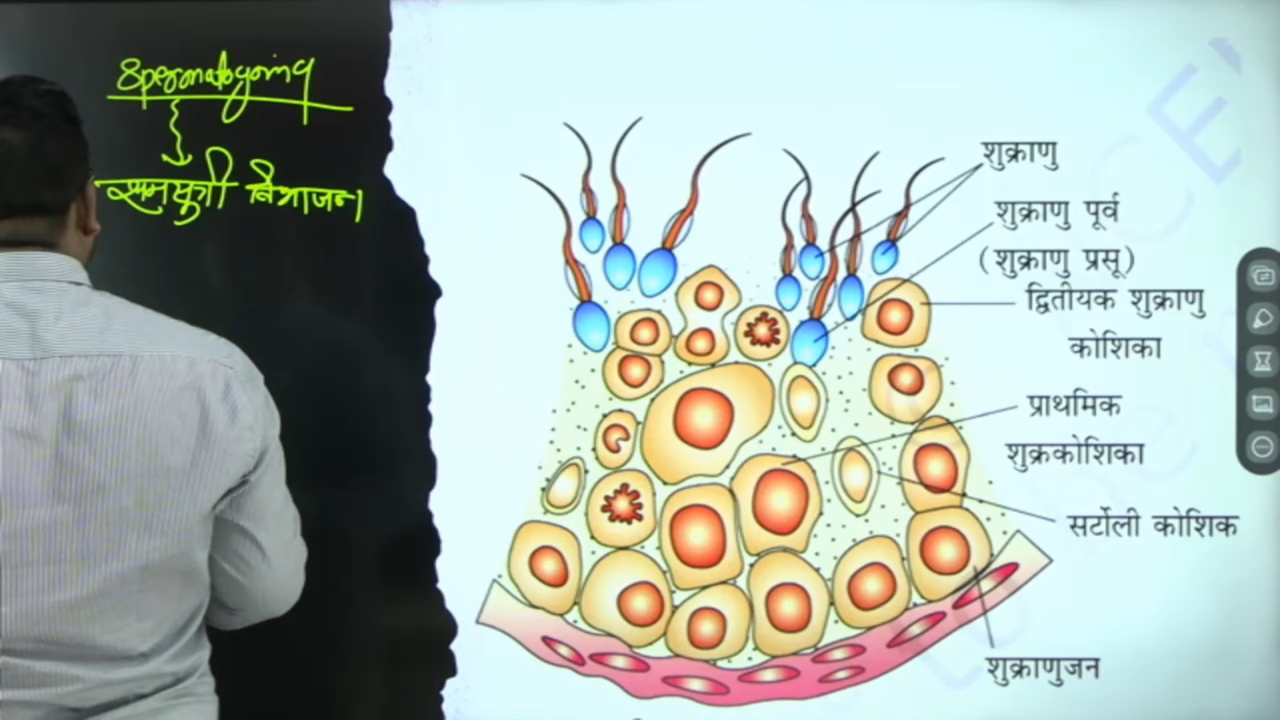 Spermatogonia
समसुत्री विभाजन।
शुक्राणु
शुक्राणु पूर्व
(शुक्राणु प्रसू)
द्वितीयक शुक्राणु
कोशिका
प्राथमिक
शुक्रकोशिका
सर्टोली कोशिक
शुक्राणुजन